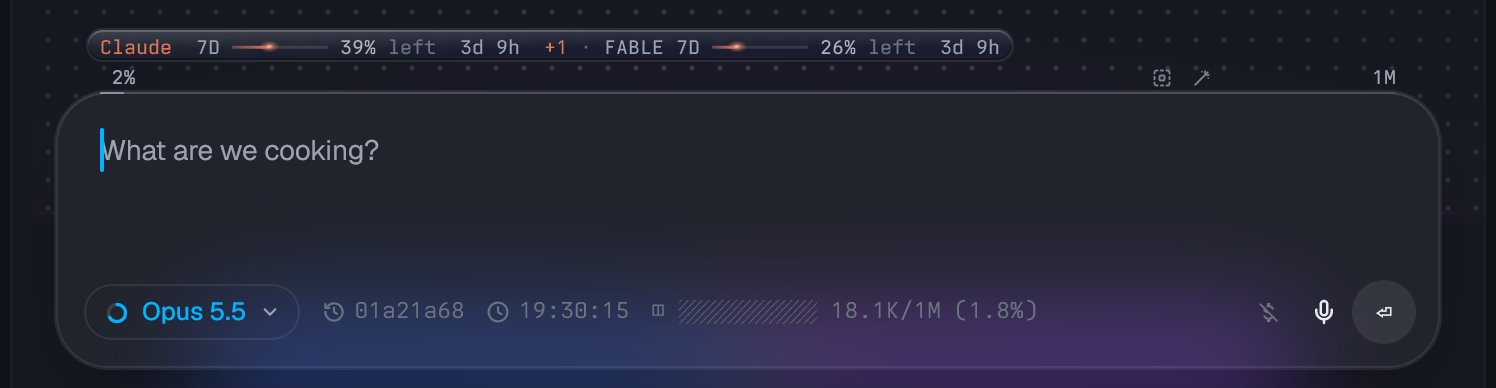 Claude 7D 39% left 3d 9h +1 · FABLE 7D 26% left 3d 9h
2% 1M
What are we cooking?
Opus 5.5 01a21a68 19:30:15 18.1K/1M (1.8%)